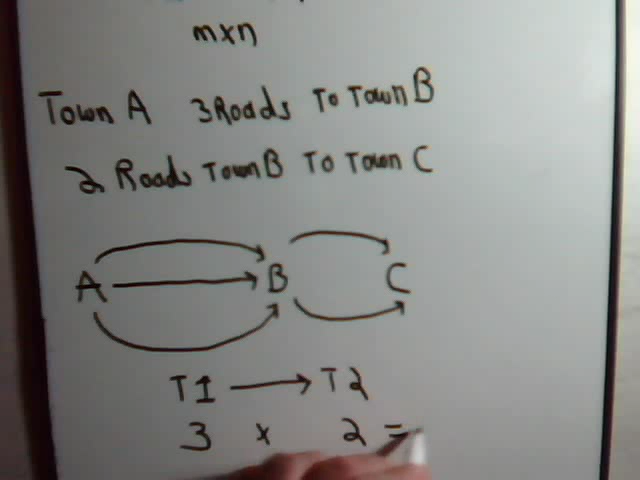 mxn
Town A 3 Roads To Town B
2 Roads Town B To Town C
A B C
T1 → T2
3 x 2 =